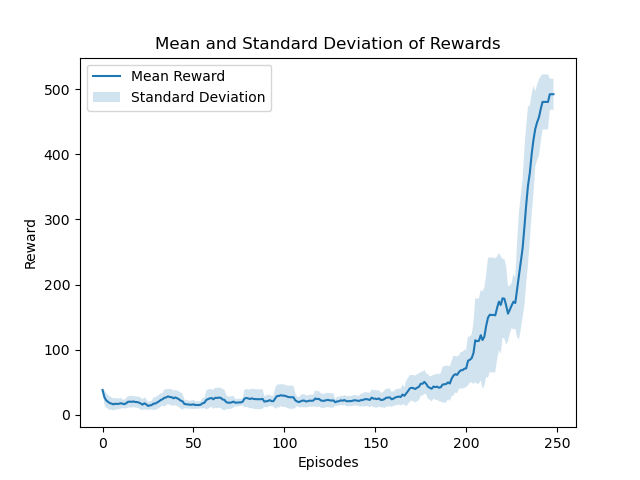 Mean and Standard Deviation of Rewards
Mean Reward
Standard Deviation
500
400
300
200
100
0
Reward
0 50 100 150 200 250
Episodes